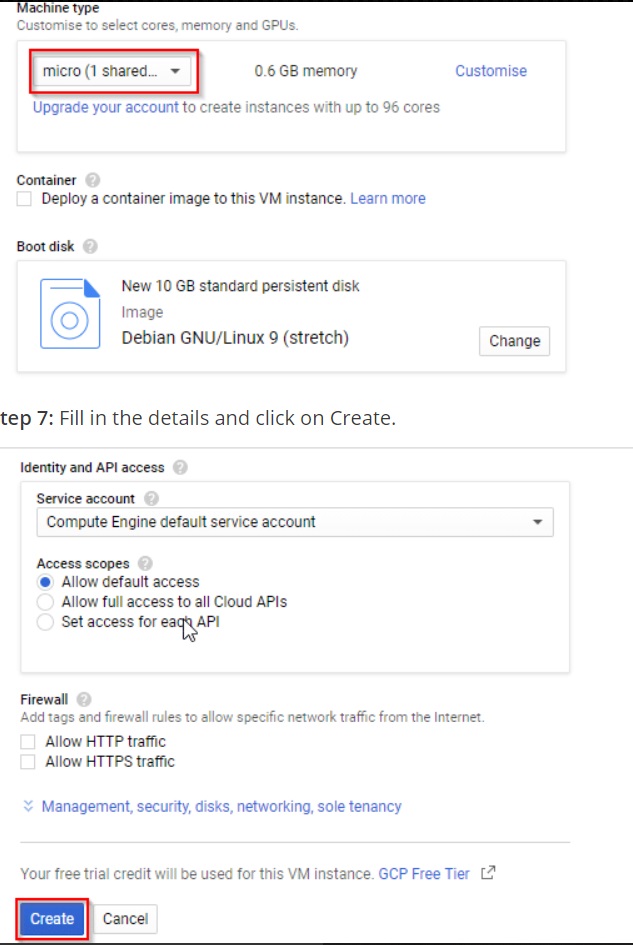 Machine type
Customise to select cores, memory and GPUs.
micro (1 shared... 0.6 GB memory Customise
Upgrade your account to create instances with up to 96 cores
Container
Deploy a container image to this VM instance. Learn more
Boot disk
New 10 GB standard persistent disk
Image
Debian GNU/Linux 9 (stretch)
Change
tep 7: Fill in the details and click on Create.
Identity and API access
Service account
Compute Engine default service account
Access scopes
Allow default access
Allow full access to all Cloud APIs
Set access for each API
Firewall
Add tags and firewall rules to allow specific network traffic from the Internet.
Allow HTTP traffic
Allow HTTPS traffic
Management, security, disks, networking, sole tenancy
Your free trial credit will be used for this VM instance. GCP Free Tier
Create Cancel